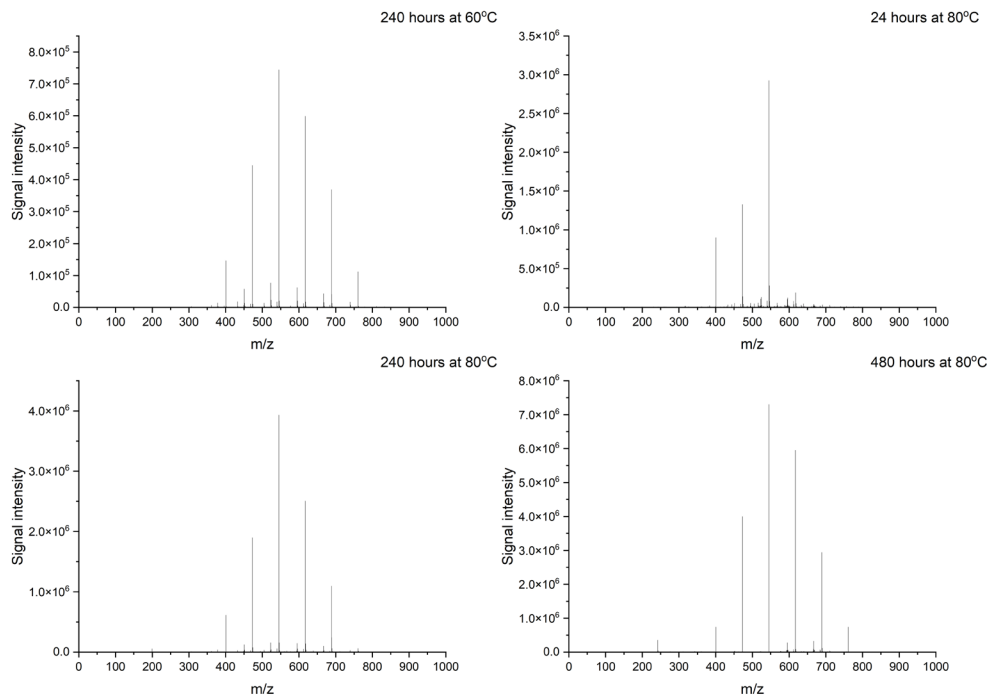 240 hours at 60°C
Signal intensity
8.0×10⁵
7.0×10⁵
6.0×10⁵
5.0×10⁵
4.0×10⁵
3.0×10⁵
2.0×10⁵
1.0×10⁵
0.0
0 100 200 300 400 500 600 700 800 900 1000
m/z
24 hours at 80°C
Signal intensity
3.5×10⁶
3.0×10⁶
2.5×10⁶
2.0×10⁶
1.5×10⁶
1.0×10⁶
5.0×10⁵
0.0
0 100 200 300 400 500 600 700 800 900 1000
m/z
240 hours at 80°C
Signal intensity
4.0×10⁶
3.0×10⁶
2.0×10⁶
1.0×10⁶
0.0
0 100 200 300 400 500 600 700 800 900 1000
m/z
480 hours at 80°C
Signal intensity
8.0×10⁶
7.0×10⁶
6.0×10⁶
5.0×10⁶
4.0×10⁶
3.0×10⁶
2.0×10⁶
1.0×10⁶
0.0
0 100 200 300 400 500 600 700 800 900 1000
m/z